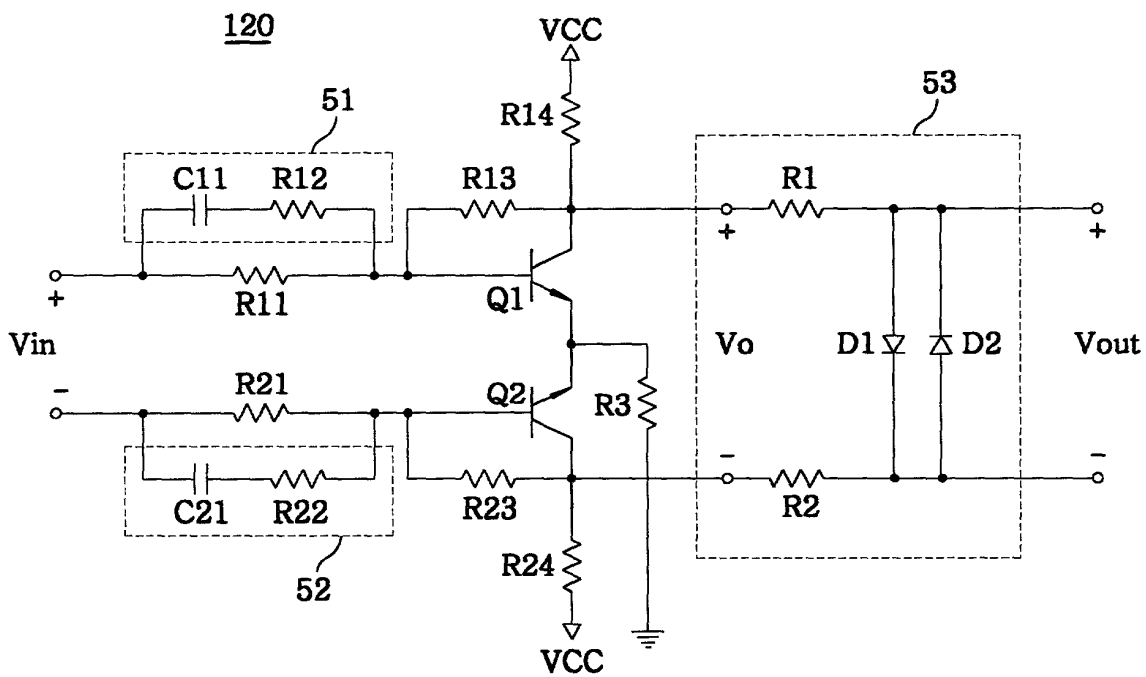 120
VCC
51
53
R14
C11
R12
R13
R1
+
+
+
R11
Q1
Vin
Vo
D1
D2
Vout
-
R21
Q2
R3
-
-
C21
R22
R23
R2
52
R24
VCC